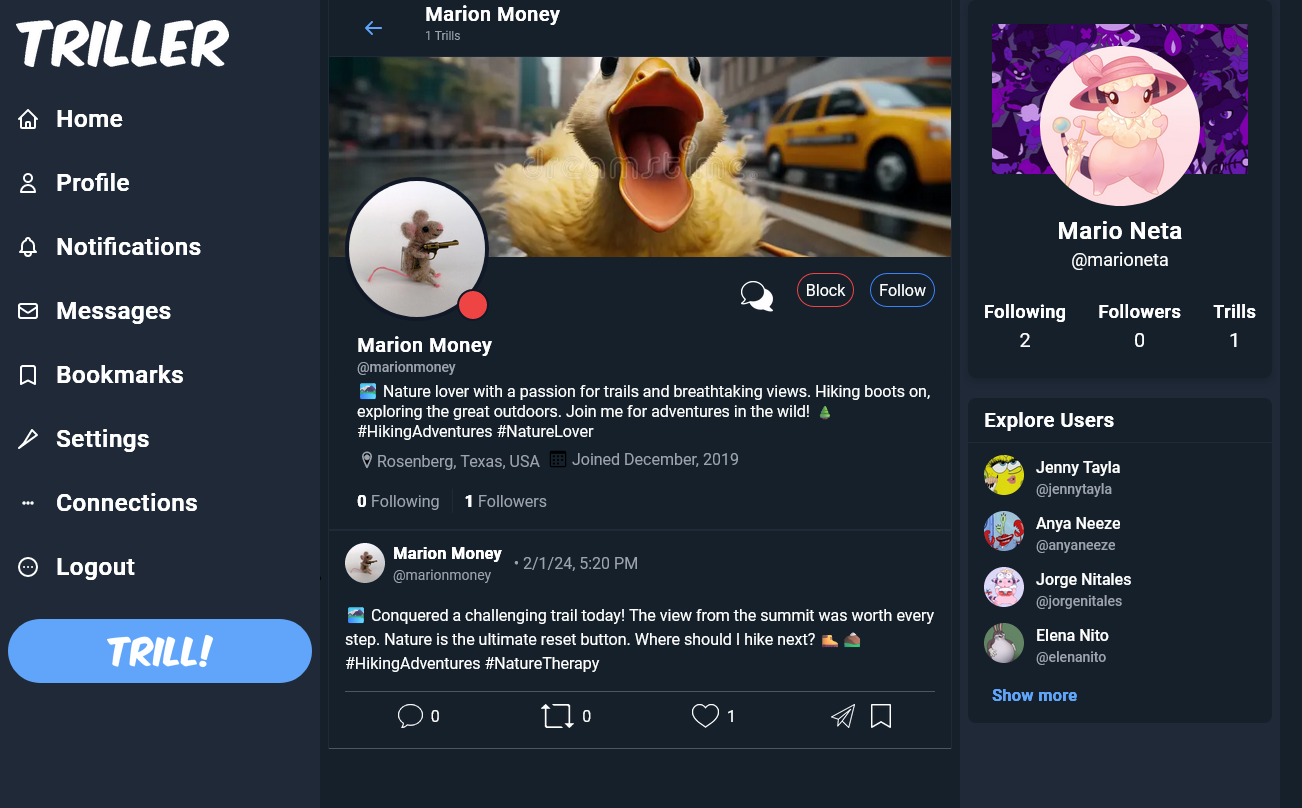 TRILLER
Home
Profile
Notifications
Messages
Bookmarks
Settings
Connections
Logout
TRILL!
Marion Money
1 Trills
dreamstime
Block
Follow
Marion Money
@marionmoney
🏞️ Nature lover with a passion for trails and breathtaking views. Hiking boots on,
exploring the great outdoors. Join me for adventures in the wild! 🌲
#HikingAdventures #NatureLover
Rosenberg, Texas, USA Joined December, 2019
0 Following 1 Followers
Marion Money
@marionmoney
• 2/1/24, 5:20 PM
🏞️ Conquered a challenging trail today! The view from the summit was worth every
step. Nature is the ultimate reset button. Where should I hike next? 🥾 ⛰️
#HikingAdventures #NatureTherapy
0 0 1
Mario Neta
@marioneta
Following Followers Trills
2 0 1
Explore Users
Jenny Tayla
@jennytayla
Anya Neeze
@anyaneeze
Jorge Nitales
@jorgenitales
Elena Nito
@elenanito
Show more